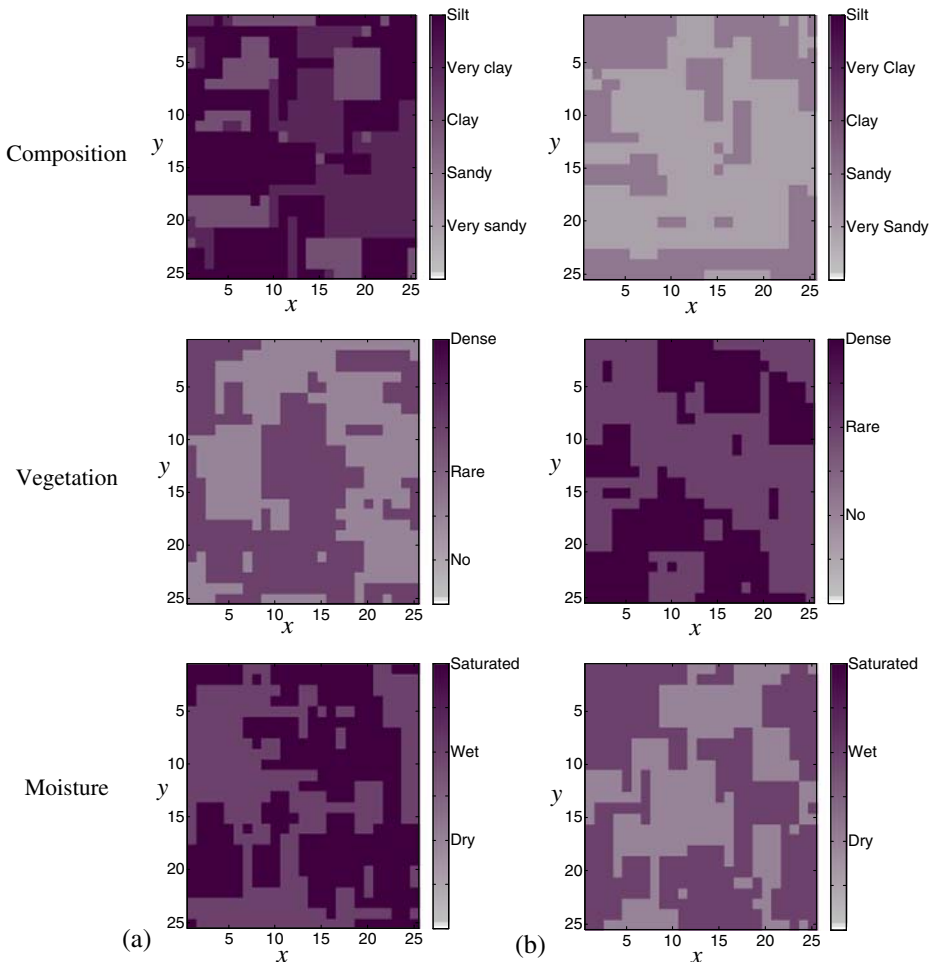 Composition
y
5
10
15
20
25
5
10
15
20
25
x
Silt
Very clay
Clay
Sandy
Very sandy
y
5
10
15
20
25
5
10
15
20
25
x
Silt
Very Clay
Clay
Sandy
Very Sandy
Vegetation
y
5
10
15
20
25
5
10
15
20
25
x
Dense
Rare
No
y
5
10
15
20
25
5
10
15
20
25
x
Dense
Rare
No
Moisture
y
5
10
15
20
25
5
10
15
20
25
x
Saturated
Wet
Dry
y
5
10
15
20
25
5
10
15
20
25
x
Saturated
Wet
Dry
(a)
(b)